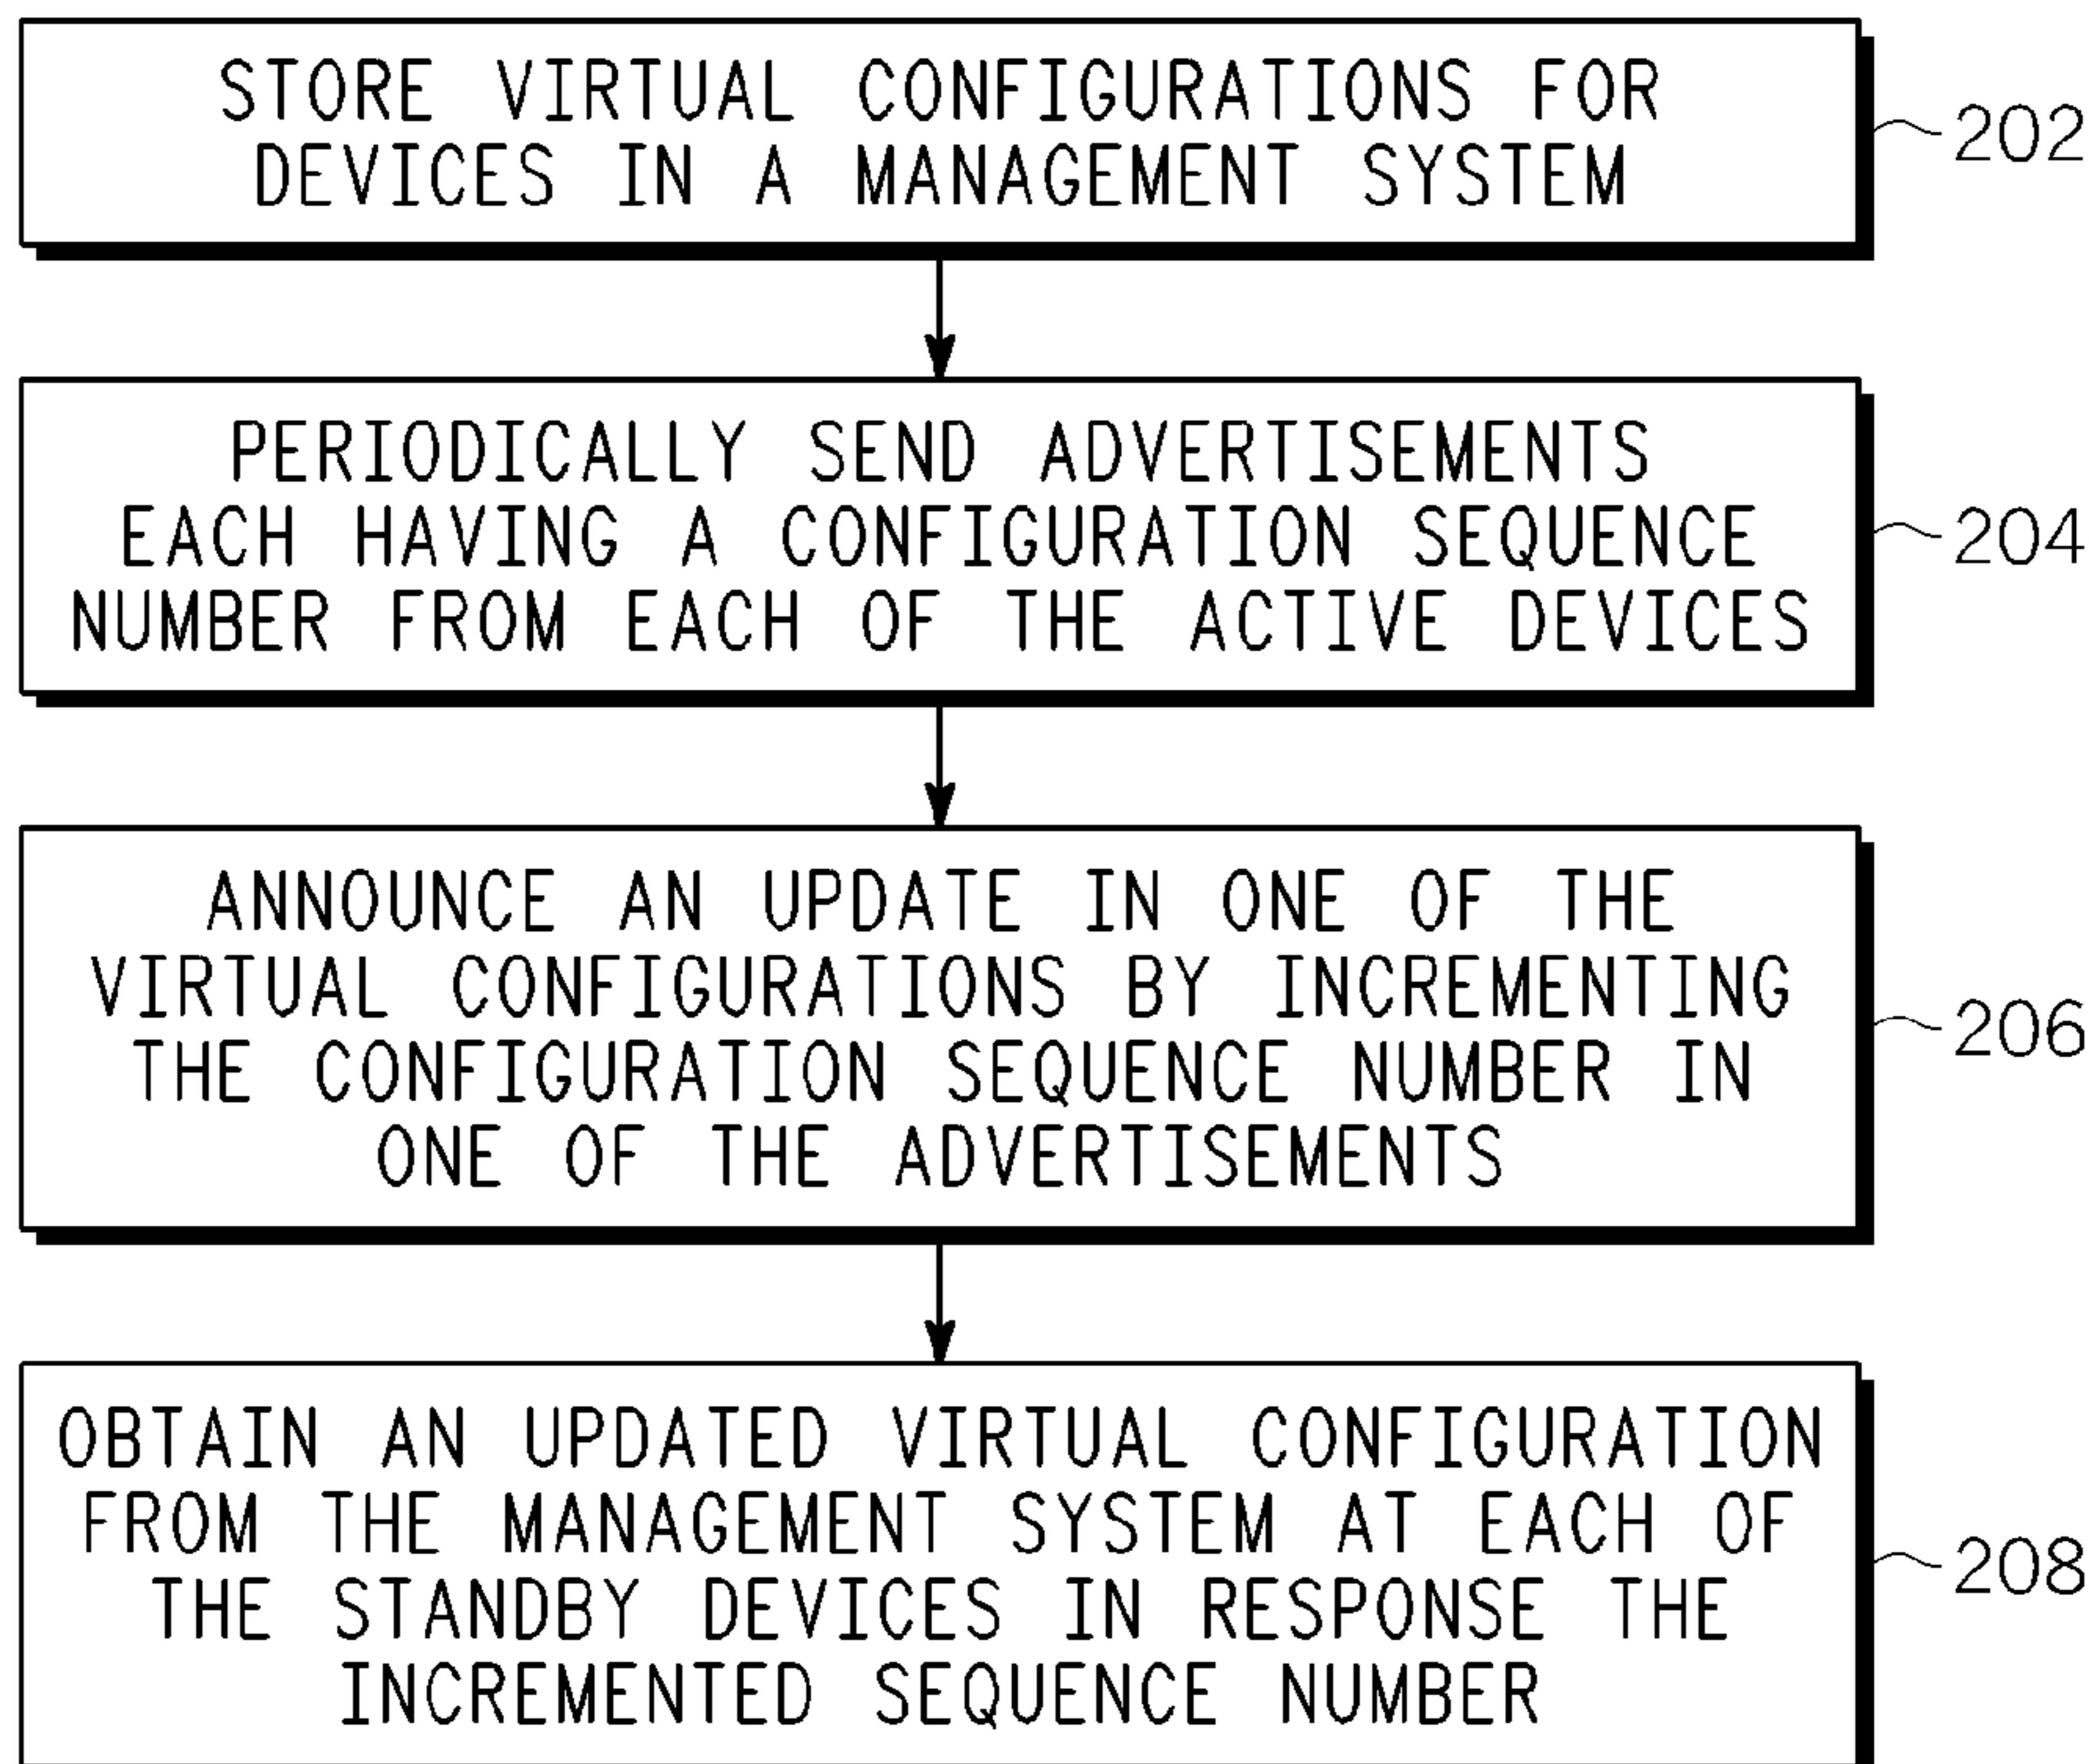 STORE VIRTUAL CONFIGURATIONS FOR
DEVICES IN A MANAGEMENT SYSTEM
202
PERIODICALLY SEND ADVERTISEMENTS
EACH HAVING A CONFIGURATION SEQUENCE
NUMBER FROM EACH OF THE ACTIVE DEVICES
204
ANNOUNCE AN UPDATE IN ONE OF THE
VIRTUAL CONFIGURATIONS BY INCREMENTING
THE CONFIGURATION SEQUENCE NUMBER IN
ONE OF THE ADVERTISEMENTS
206
OBTAIN AN UPDATED VIRTUAL CONFIGURATION
FROM THE MANAGEMENT SYSTEM AT EACH OF
THE STANDBY DEVICES IN RESPONSE THE
INCREMENTED SEQUENCE NUMBER
208